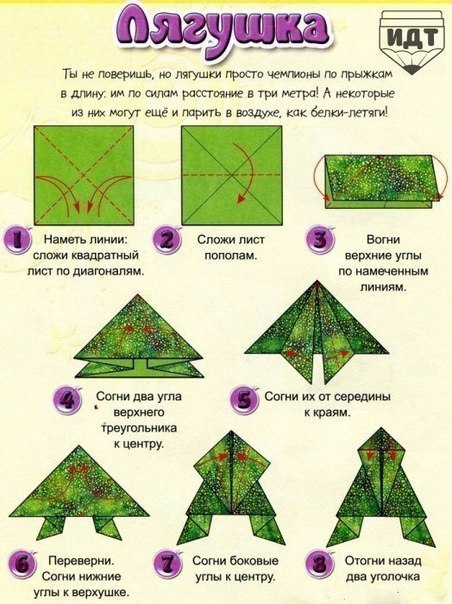 Лягушка
ИДТ
Ты не поверишь, но лягушки просто чемпионы по прыжкам
в длину: им по силам расстояние в три метра! А некоторые
из них могут ещё и парить в воздухе, как белки-летяги!
1 Наметь линии:
сложи квадратный
лист по диагоналям.
2 Сложи лист
пополам.
3 Вогни
верхние углы
по намеченным
линиям.
4 Согни два угла
верхнего
треугольника
к центру.
5 Согни их от середины
к краям.
6 Переверни.
Согни нижние
углы к верхушке.
7 Согни боковые
углы к центру.
8 Отогни назад
два уголочка